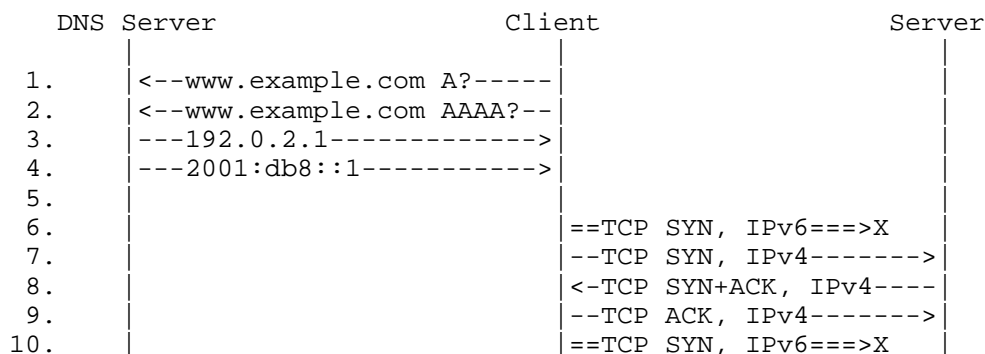 DNS Server                  Client                  Server
        |                         |                       |
 1.     |<--www.example.com A?-----|                       |
 2.     |<--www.example.com AAAA?--|                       |
 3.     |---192.0.2.1------------->|                       |
 4.     |---2001:db8::1----------->|                       |
 5.     |                          |                       |
 6.     |                          |==TCP SYN, IPv6===>X   |
 7.     |                          |--TCP SYN, IPv4------->|
 8.     |                          |<-TCP SYN+ACK, IPv4----|
 9.     |                          |--TCP ACK, IPv4------->|
10.     |                          |==TCP SYN, IPv6===>X   |